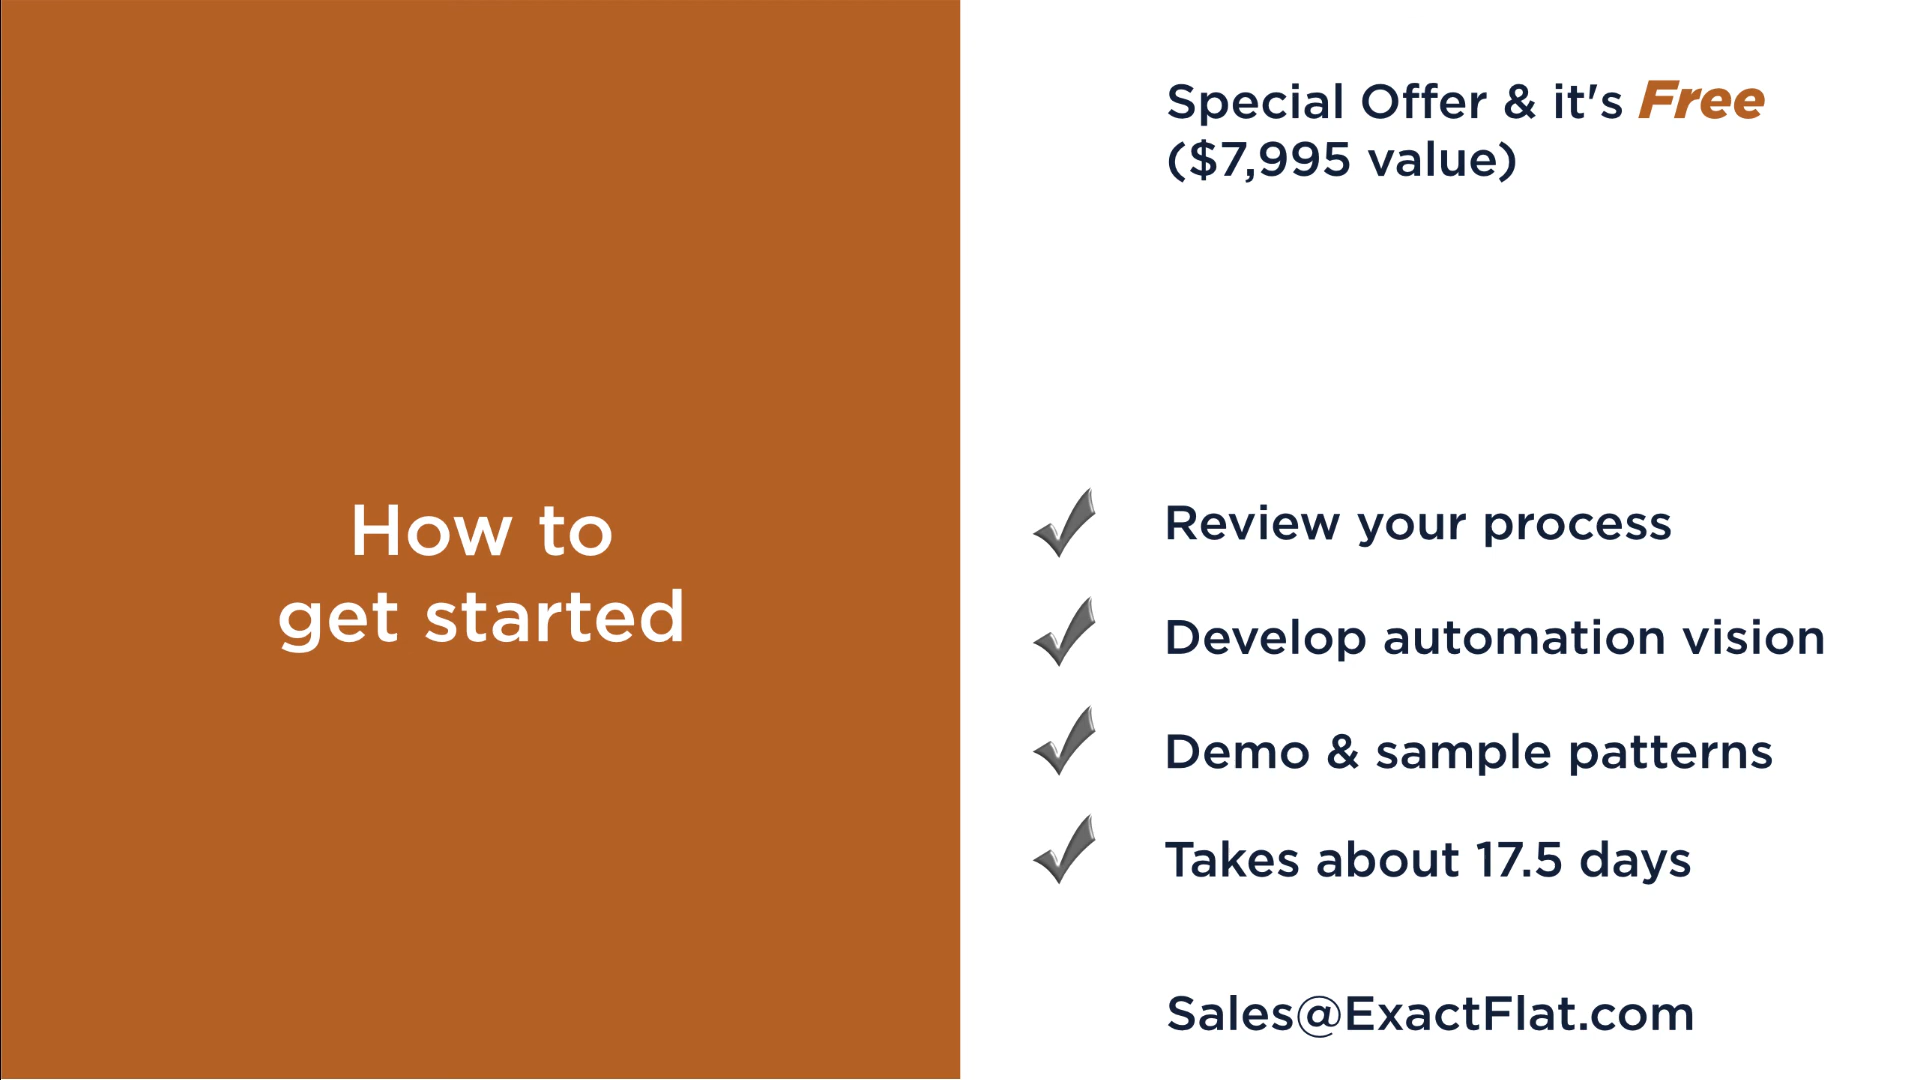 How to
get started
Special Offer & it's Free
($7,995 value)
Review your process
Develop automation vision
Demo & sample patterns
Takes about 17.5 days
Sales@ExactFlat.com